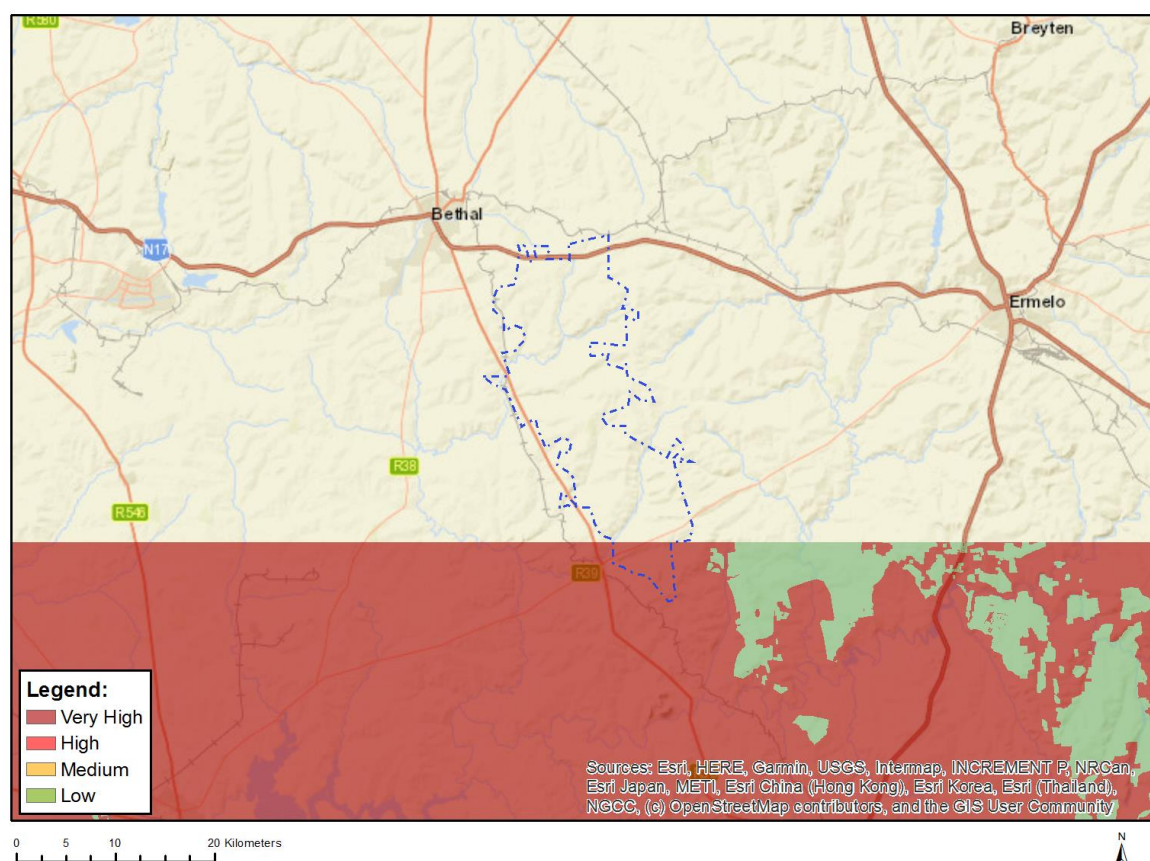 R580
Breyten
Bethal
N17
Ermelo
R38
R546
R39
Legend:
Very High
High
Medium
Low
Sources: Esri, HERE, Garmin, USGS, Intermap, INCREMENT P, NRCan,
Esri Japan, METI, Esri China (Hong Kong), Esri Korea, Esri (Thailand),
NGCC, (c) OpenStreetMap contributors, and the GIS User Community
0 5 10 20 Kilometers
N